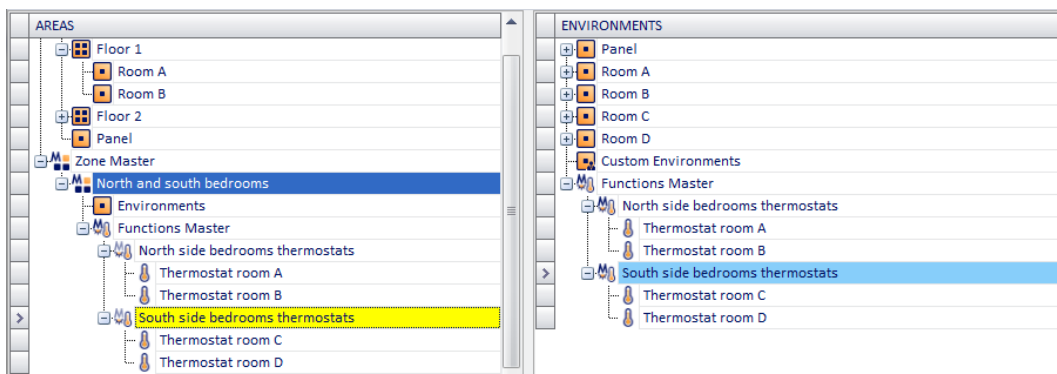 AREAS
Floor 1
Room A
Room B
Floor 2
Panel
Zone Master
North and south bedrooms
Environments
Functions Master
North side bedrooms thermostats
Thermostat room A
Thermostat room B
South side bedrooms thermostats
Thermostat room C
Thermostat room D
ENVIRONMENTS
Panel
Room A
Room B
Room C
Room D
Custom Environments
Functions Master
North side bedrooms thermostats
Thermostat room A
Thermostat room B
South side bedrooms thermostats
Thermostat room C
Thermostat room D